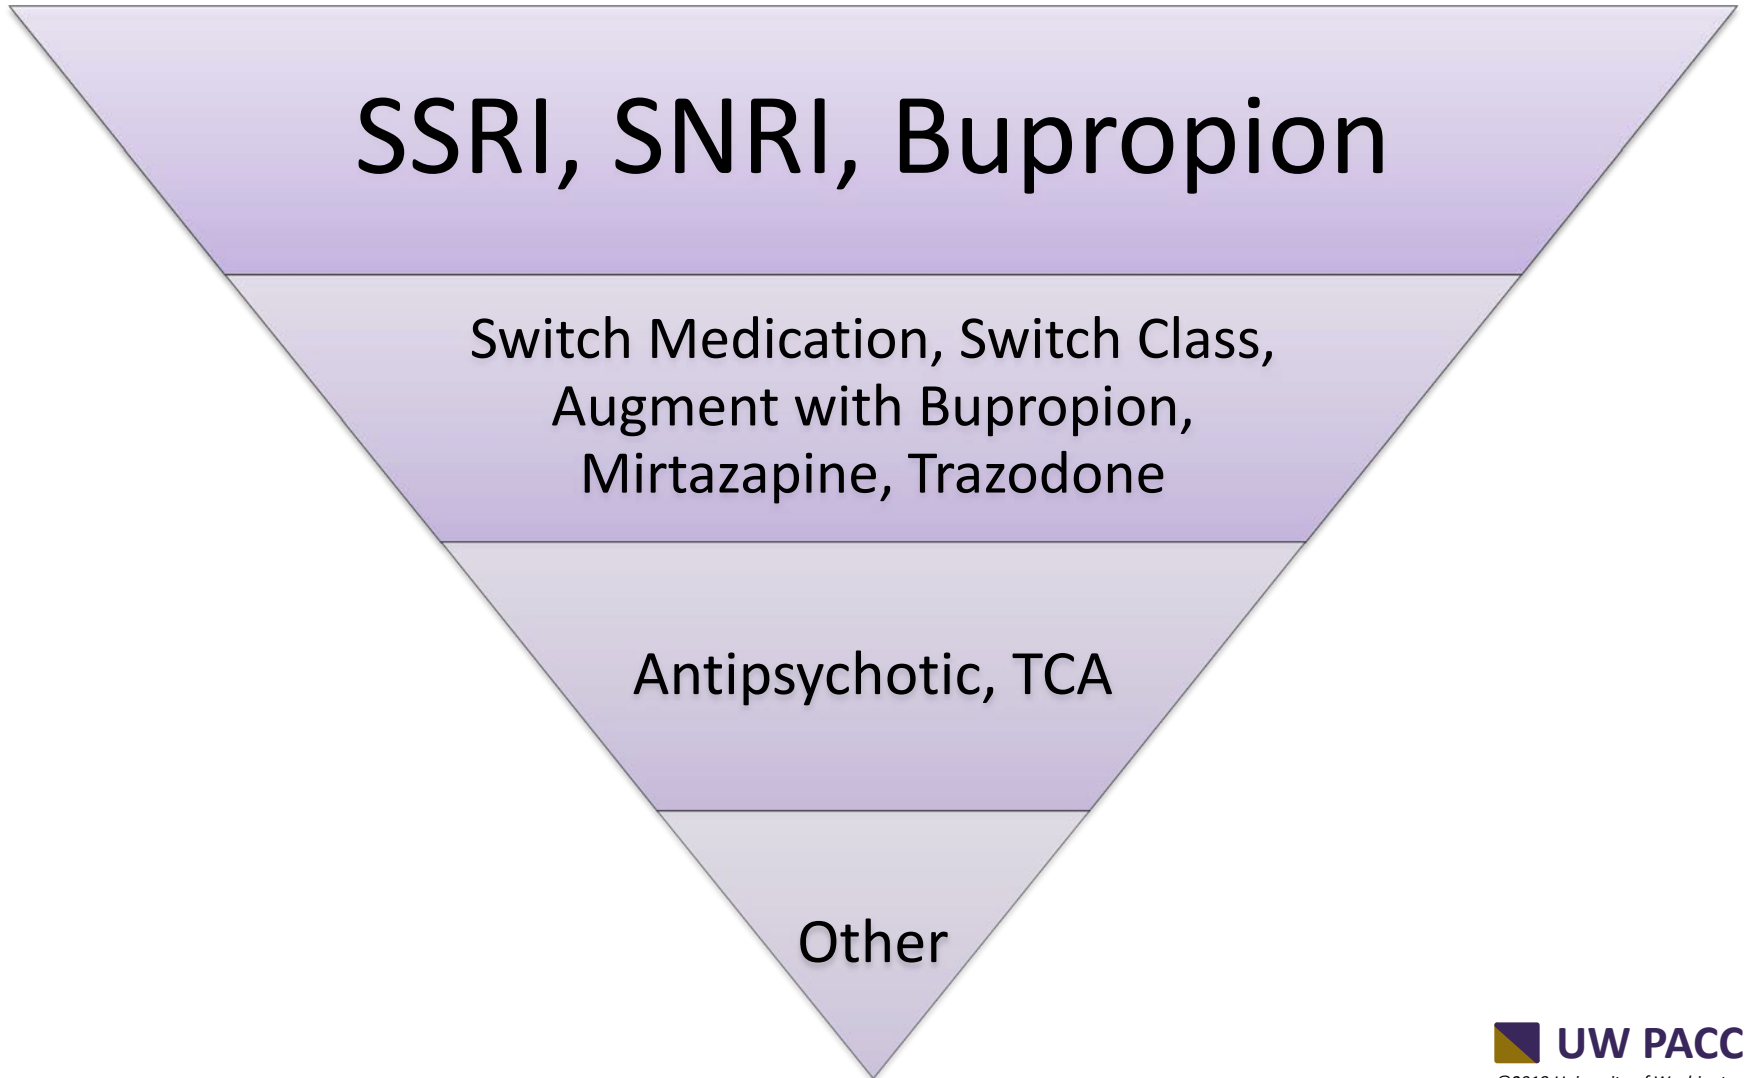 SSRI, SNRI, Bupropion
Switch Medication, Switch Class,
Augment with Bupropion,
Mirtazapine, Trazodone
Antipsychotic, TCA
Other
UW PACC